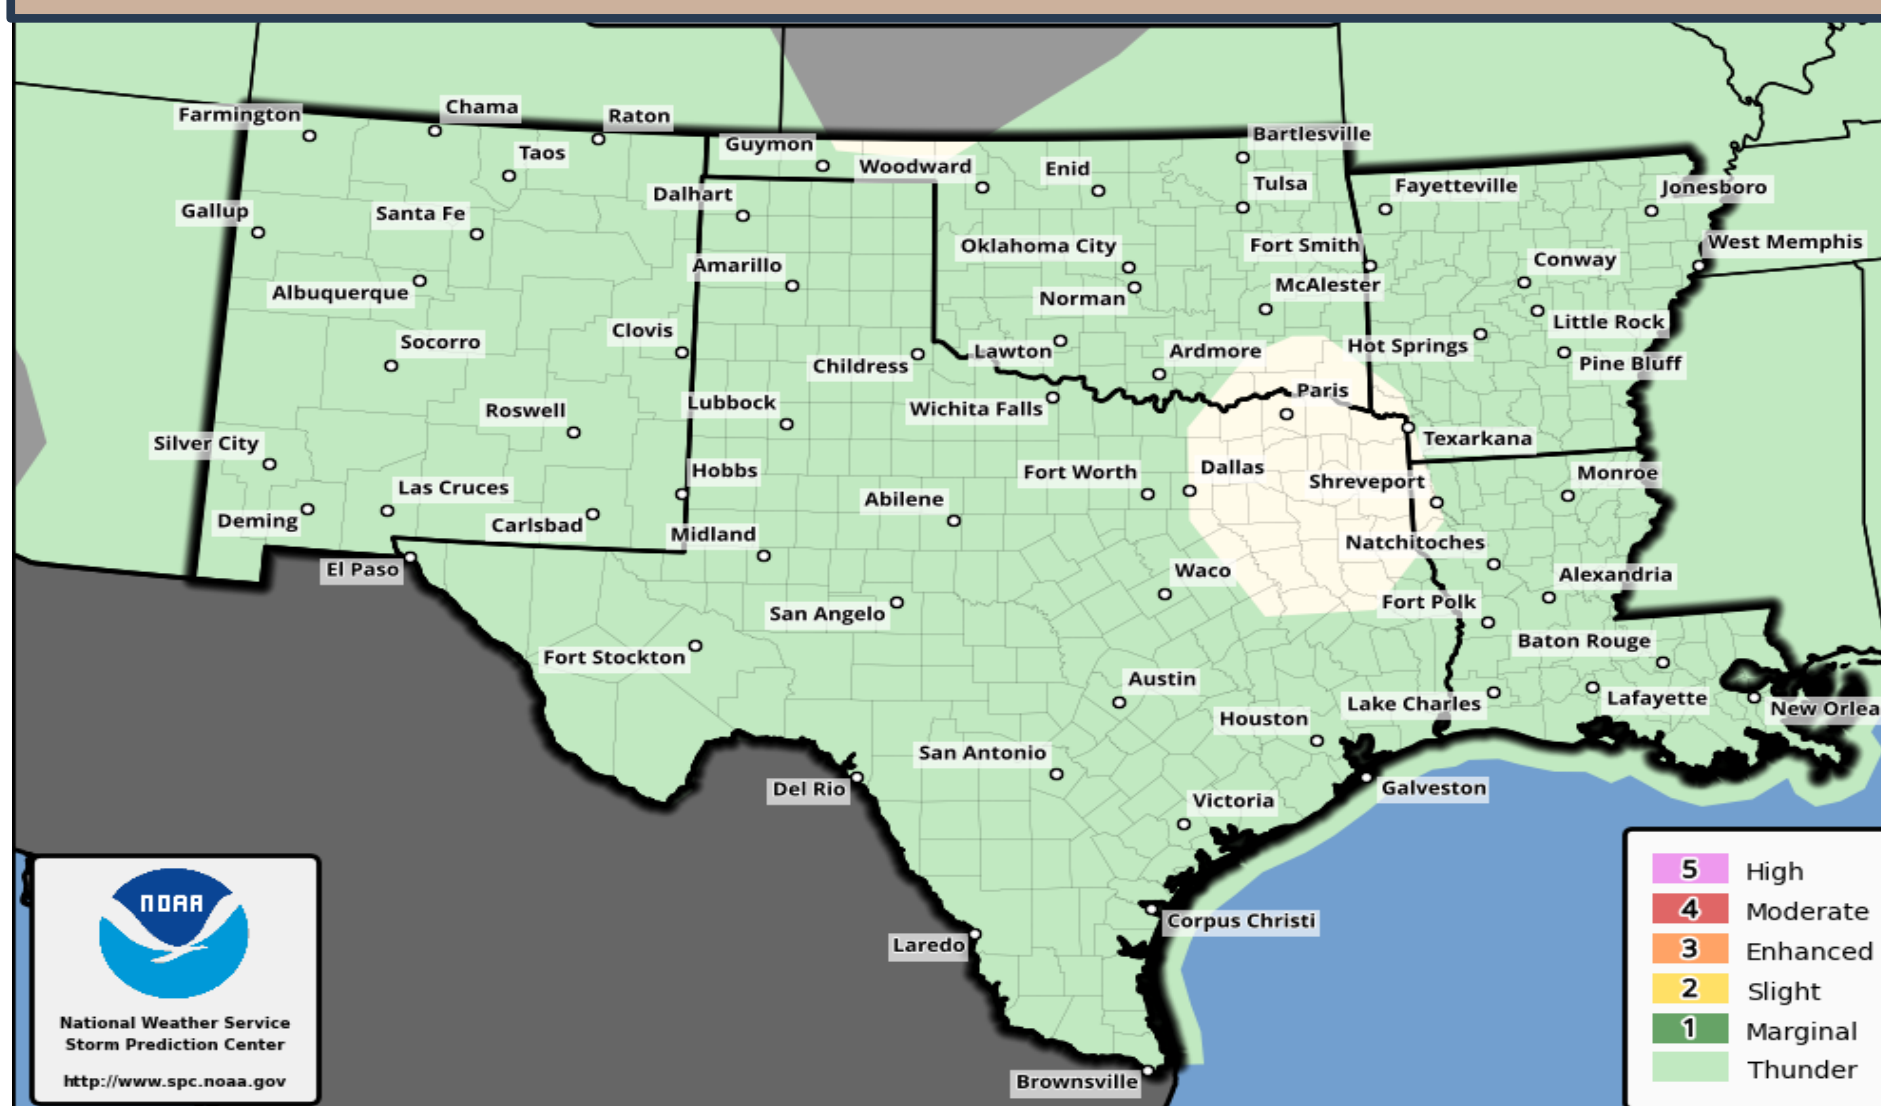 Farmington
Chama
Raton
Taos
Guymon
Woodward
Enid
Bartlesville
Tulsa
Fayetteville
Jonesboro
Gallup
Santa Fe
Dalhart
Oklahoma City
Fort Smith
West Memphis
Conway
Albuquerque
Amarillo
Norman
McAlester
Little Rock
Socorro
Clovis
Childress
Lawton
Ardmore
Hot Springs
Pine Bluff
Roswell
Lubbock
Wichita Falls
Paris
Texarkana
Silver City
Hobbs
Fort Worth
Dallas
Shreveport
Monroe
Las Cruces
Abilene
Deming
Carlsbad
Midland
Natchitoches
El Paso
Waco
Alexandria
San Angelo
Fort Polk
Fort Stockton
Baton Rouge
Austin
Lake Charles
Lafayette
New Orlea
Houston
San Antonio
Del Rio
Galveston
Victoria
Corpus Christi
Laredo
Brownsville
NOAA
National Weather Service
Storm Prediction Center
http://www.spc.noaa.gov
5 High
4 Moderate
3 Enhanced
2 Slight
1 Marginal
Thunder